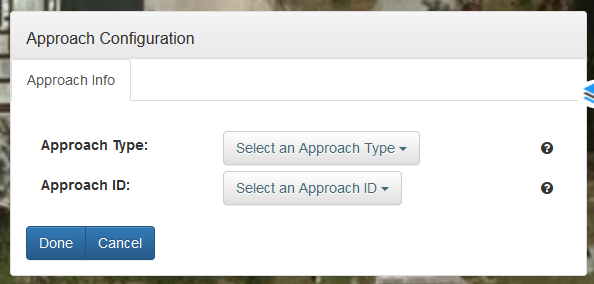 Approach Configuration
Approach Info
Approach Type: Select an Approach Type
Approach ID: Select an Approach ID
Done Cancel